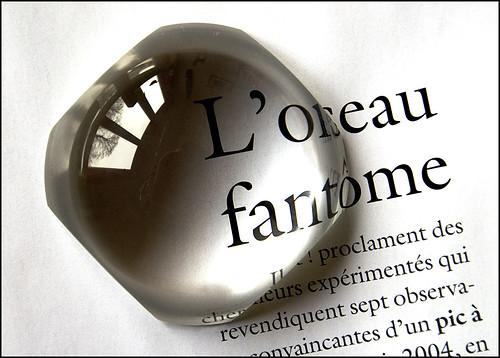 L'oiseau
fantôme
! proclament des
expérimentés qui
revendiquent sept observa-
convaincantes d'un pic à
2004, en